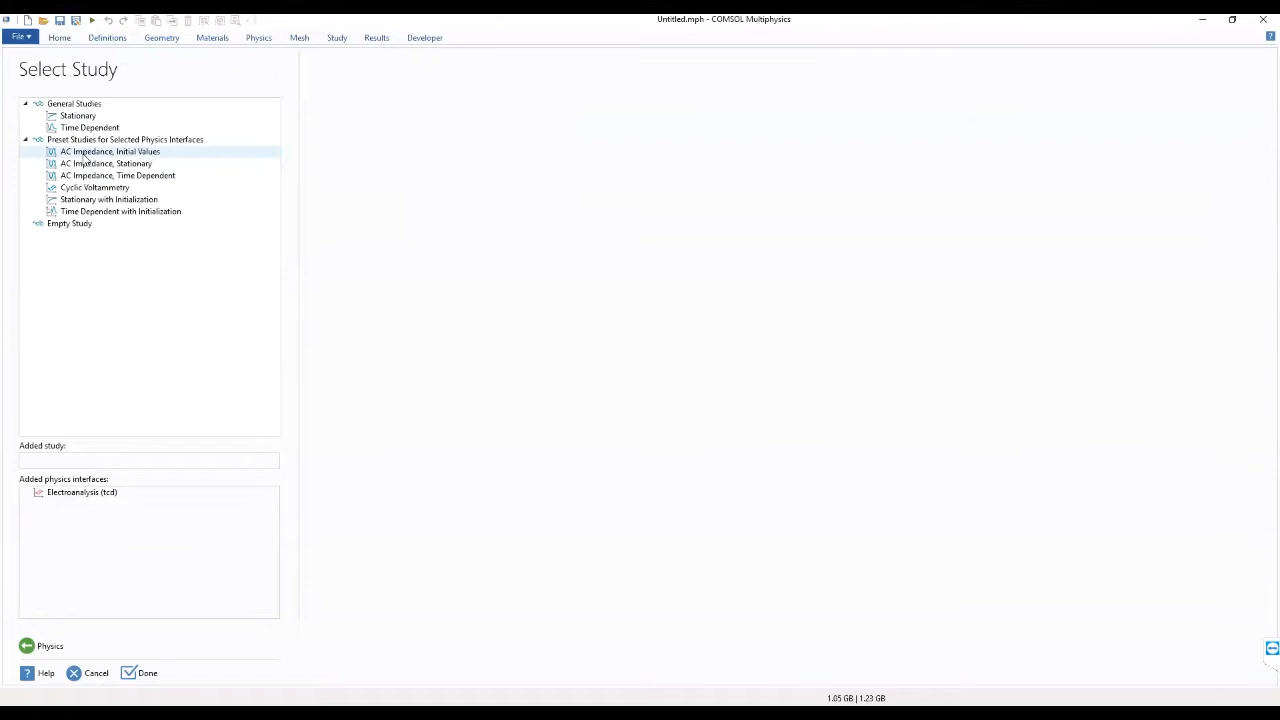 Untitled.mph - COMSOL Multiphysics
File Home Definitions Geometry Materials Physics Mesh Study Results Developer
Select Study
General Studies
Stationary
Time Dependent
Preset Studies for Selected Physics Interfaces
AC Impedance, Initial Values
AC Impedance, Stationary
AC Impedance, Time Dependent
Cyclic Voltammetry
Stationary with Initialization
Time Dependent with Initialization
Empty Study
Added study:
Added physics interfaces:
Electroanalysis (tcd)
Physics
? Help Cancel Done
1.05 GB | 1.23 GB